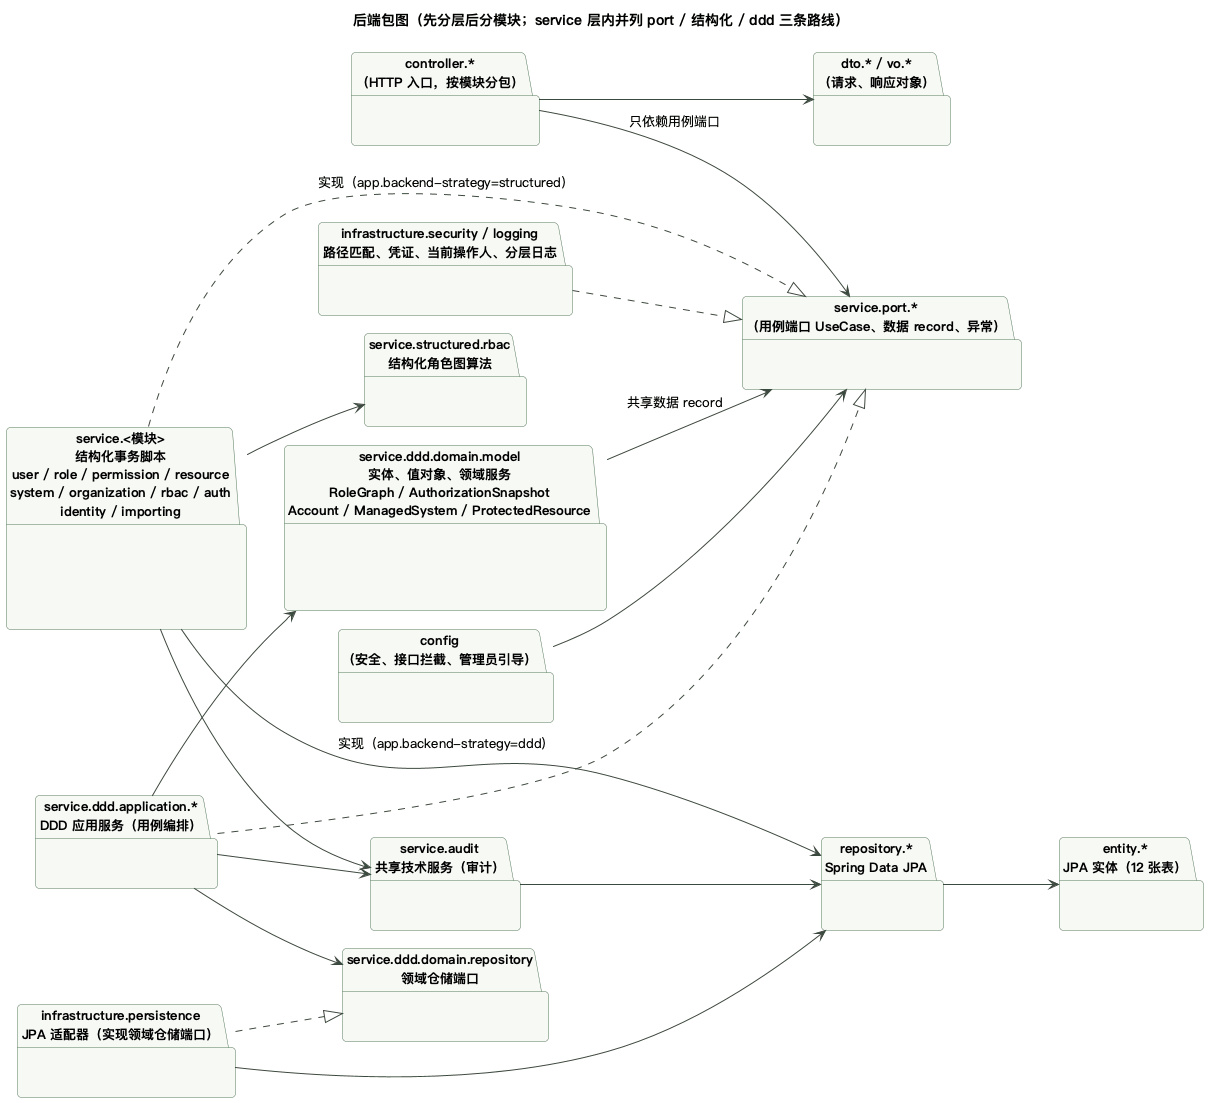 后端包图（先分层后分模块；service 层内并列 port / 结构化 / ddd 三条路线）
controller.*
（HTTP 入口，按模块分包）
dto.* / vo.*
（请求、响应对象）
只依赖用例端口
实现（app.backend-strategy=structured）
infrastructure.security / logging
路径匹配、凭证、当前操作人、分层日志
service.port.*
（用例端口 UseCase、数据 record、异常）
service.structured.rbac
结构化角色图算法
共享数据 record
service.<模块>
结构化事务脚本
user / role / permission / resource
system / organization / rbac / auth
identity / importing
service.ddd.domain.model
实体、值对象、领域服务
RoleGraph / AuthorizationSnapshot
Account / ManagedSystem / ProtectedResource
config
（安全、接口拦截、管理员引导）
实现（app.backend-strategy=ddd）
service.ddd.application.*
DDD 应用服务（用例编排）
service.audit
共享技术服务（审计）
repository.*
Spring Data JPA
entity.*
JPA 实体（12 张表）
service.ddd.domain.repository
领域仓储端口
infrastructure.persistence
JPA 适配器（实现领域仓储端口）